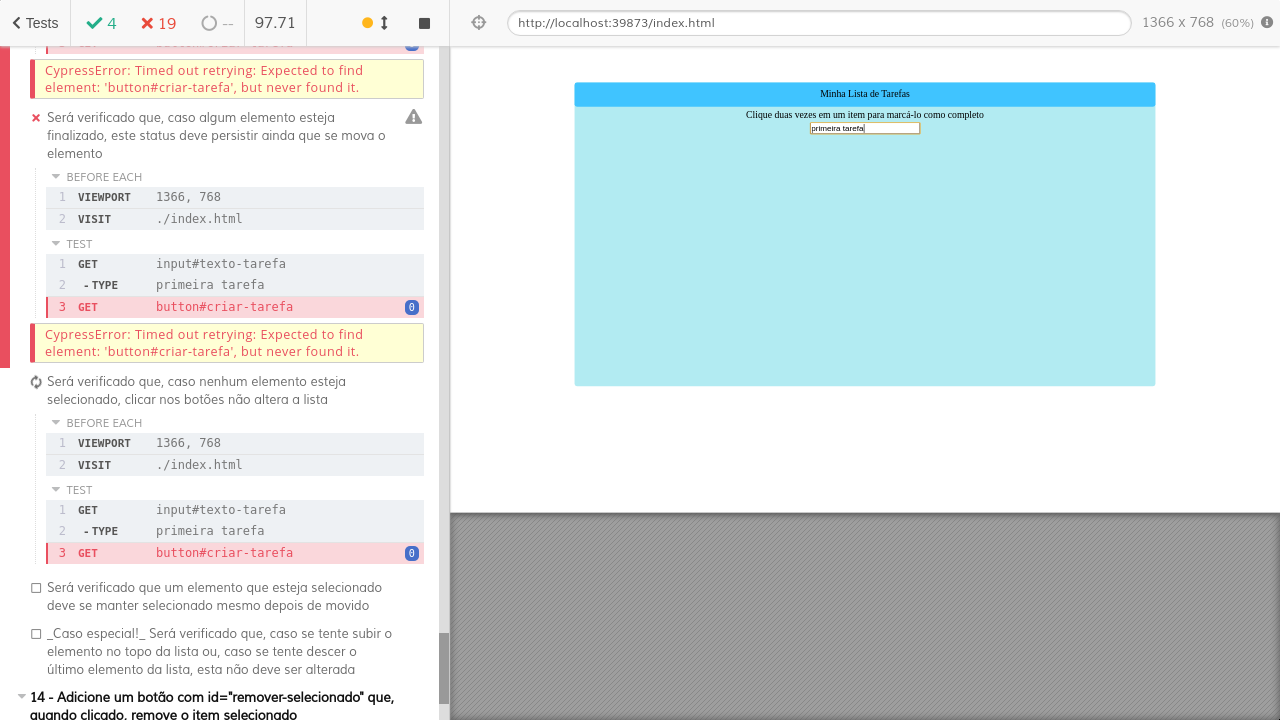 Tests
4
19
--
97.71
http://localhost:39873/index.html
1366 x 768 (60%)
CypressError: Timed out retrying: Expected to find
element: 'button#criar-tarefa', but never found it.
Será verificado que, caso algum elemento esteja
finalizado, este status deve persistir ainda que se mova o
elemento
BEFORE EACH
1 VIEWPORT 1366, 768
2 VISIT ./index.html
TEST
1 GET input#texto-tarefa
2 -TYPE primeira tarefa
3 GET button#criar-tarefa 0
CypressError: Timed out retrying: Expected to find
element: 'button#criar-tarefa', but never found it.
Será verificado que, caso nenhum elemento esteja
selecionado, clicar nos botões não altera a lista
BEFORE EACH
1 VIEWPORT 1366, 768
2 VISIT ./index.html
TEST
1 GET input#texto-tarefa
2 -TYPE primeira tarefa
3 GET button#criar-tarefa 0
Será verificado que um elemento que esteja selecionado
deve se manter selecionado mesmo depois de movido
_Caso especial!_ Será verificado que, caso se tente subir o
elemento no topo da lista ou, caso se tente descer o
último elemento da lista, esta não deve ser alterada
14 - Adicione um botão com id="remover-selecionado" que,
quando clicado, remove o item selecionado
Minha Lista de Tarefas
Clique duas vezes em um item para marcá-lo como completo
primeira tarefa